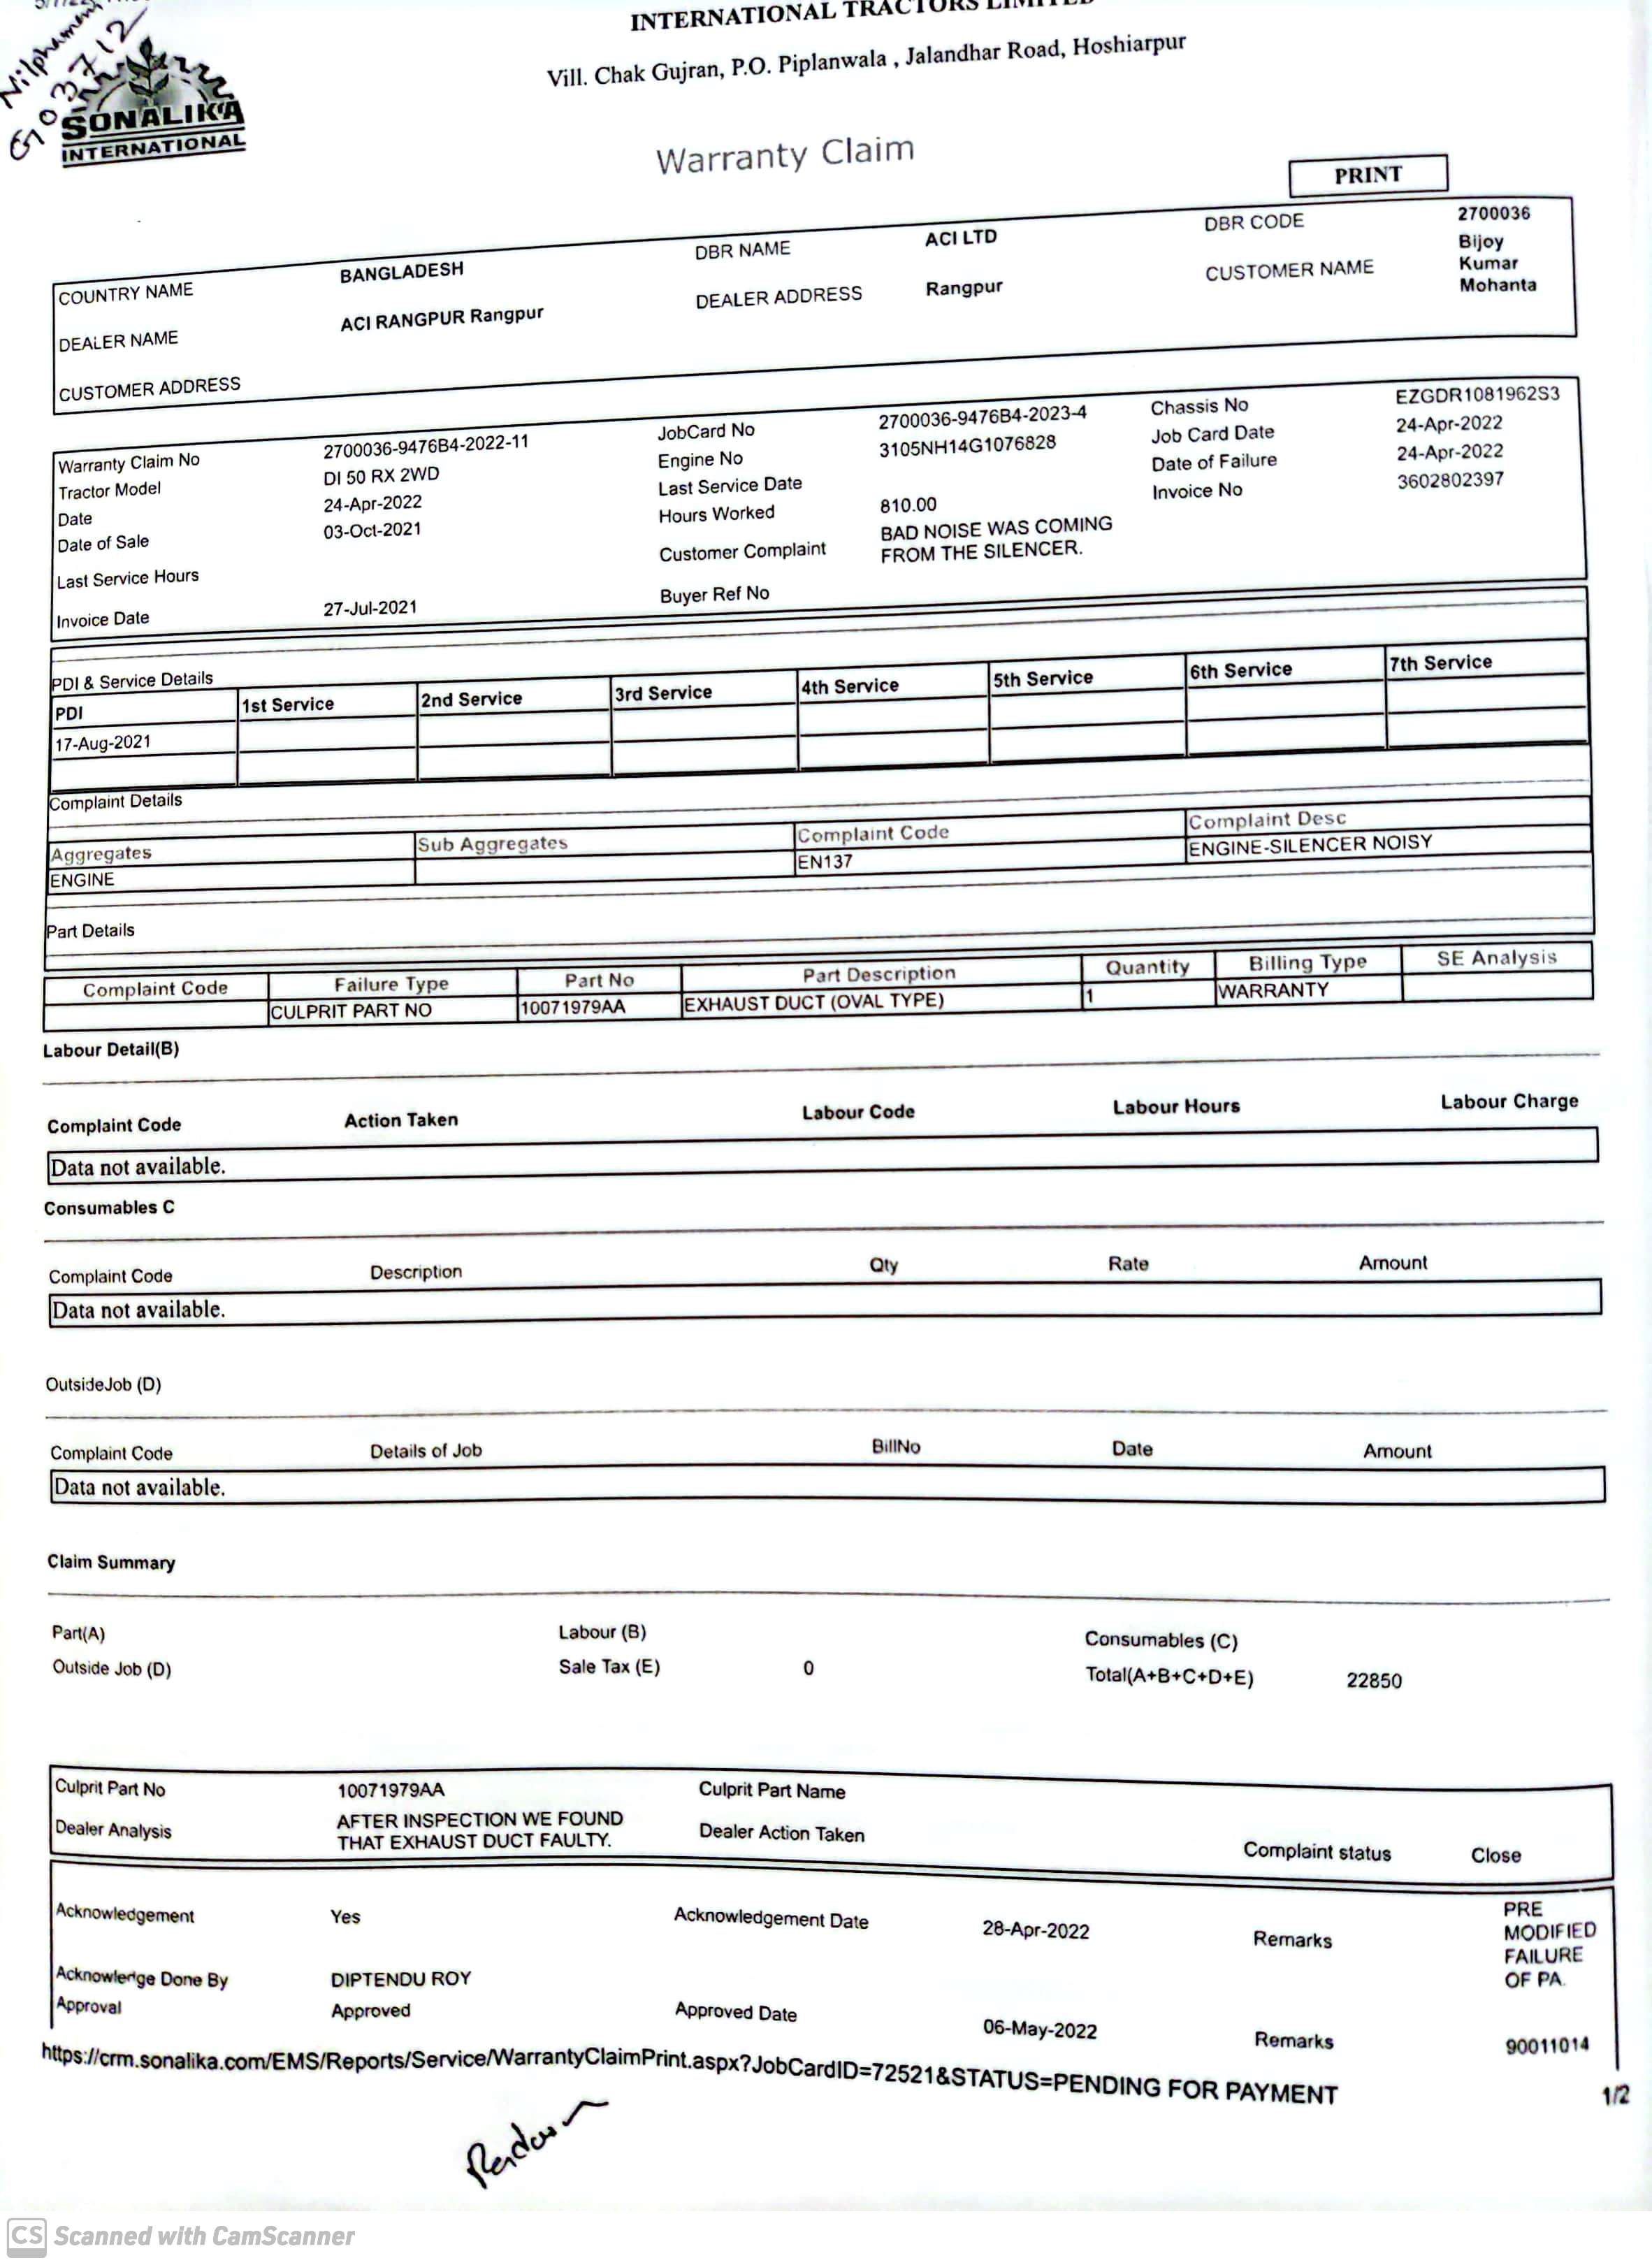 Nilphamari
G03712
SONALIKA
INTERNATIONAL
INTERNATIONAL TRACTORS LIMITED
Vill. Chak Gujran, P.O. Piplanwala , Jalandhar Road, Hoshiarpur
Warranty Claim
PRINT
COUNTRY NAME BANGLADESH DBR NAME ACI LTD DBR CODE 2700036
DEALER NAME ACI RANGPUR Rangpur DEALER ADDRESS Rangpur CUSTOMER NAME Bijoy Kumar Mohanta
CUSTOMER ADDRESS
Warranty Claim No 2700036-9476B4-2022-11 JobCard No 2700036-9476B4-2023-4 Chassis No EZGDR1081962S3
Tractor Model DI 50 RX 2WD Engine No 3105NH14G1076828 Job Card Date 24-Apr-2022
Date 24-Apr-2022 Last Service Date Date of Failure 24-Apr-2022
Date of Sale 03-Oct-2021 Hours Worked 810.00 Invoice No 3602802397
Last Service Hours Customer Complaint BAD NOISE WAS COMING FROM THE SILENCER.
Invoice Date 27-Jul-2021 Buyer Ref No
PDI & Service Details
PDI 1st Service 2nd Service 3rd Service 4th Service 5th Service 6th Service 7th Service
17-Aug-2021
Complaint Details
Aggregates Sub Aggregates Complaint Code Complaint Desc
ENGINE EN137 ENGINE-SILENCER NOISY
Part Details
Complaint Code Failure Type Part No Part Description Quantity Billing Type SE Analysis
CULPRIT PART NO 10071979AA EXHAUST DUCT (OVAL TYPE) 1 WARRANTY
Labour Detail(B)
Complaint Code Action Taken Labour Code Labour Hours Labour Charge
Data not available.
Consumables C
Complaint Code Description Qty Rate Amount
Data not available.
OutsideJob (D)
Complaint Code Details of Job BillNo Date Amount
Data not available.
Claim Summary
Part(A) Labour (B) Consumables (C)
Outside Job (D) Sale Tax (E) 0 Total(A+B+C+D+E) 22850
Culprit Part No 10071979AA Culprit Part Name
Dealer Analysis AFTER INSPECTION WE FOUND THAT EXHAUST DUCT FAULTY. Dealer Action Taken Complaint status Close
Acknowledgement Yes Acknowledgement Date 28-Apr-2022 Remarks PRE MODIFIED FAILURE OF PA.
Acknowlerge Done By DIPTENDU ROY
Approval Approved Approved Date 06-May-2022 Remarks 90011014
https://crm.sonalika.com/EMS/Reports/Service/WarrantyClaimPrint.aspx?JobCardID=72521&STATUS=PENDING FOR PAYMENT
1/2
CS Scanned with CamScanner